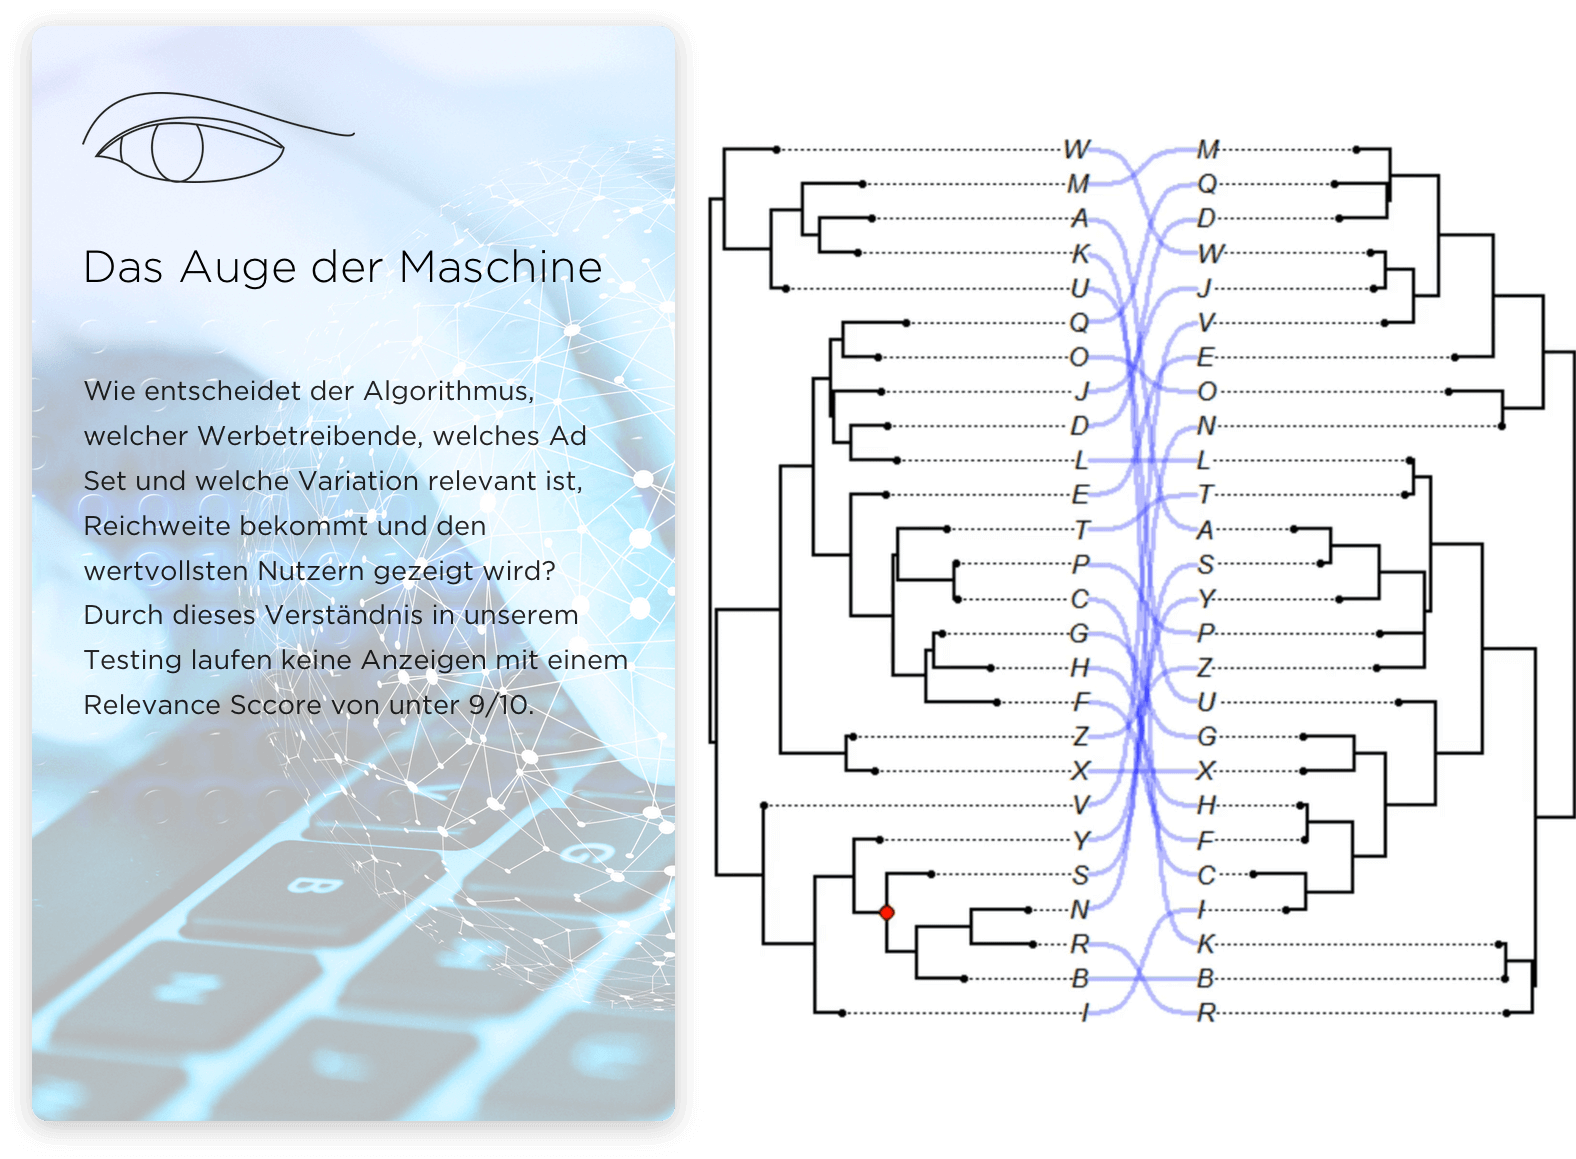 Das Auge der Maschine
Wie entscheidet der Algorithmus,
welcher Werbetreibende, welches Ad
Set und welche Variation relevant ist,
Reichweite bekommt und den
wertvollsten Nutzern gezeigt wird?
Durch dieses Verständnis in unserem
Testing laufen keine Anzeigen mit einem
Relevance Sccore von unter 9/10.
B
G
W M
M Q
A D
K W
U J
Q V
O E
J O
D N
L L
E T
T A
P S
C Y
G P
H Z
F U
Z G
X X
V H
Y F
S C
N I
R K
B B
I R